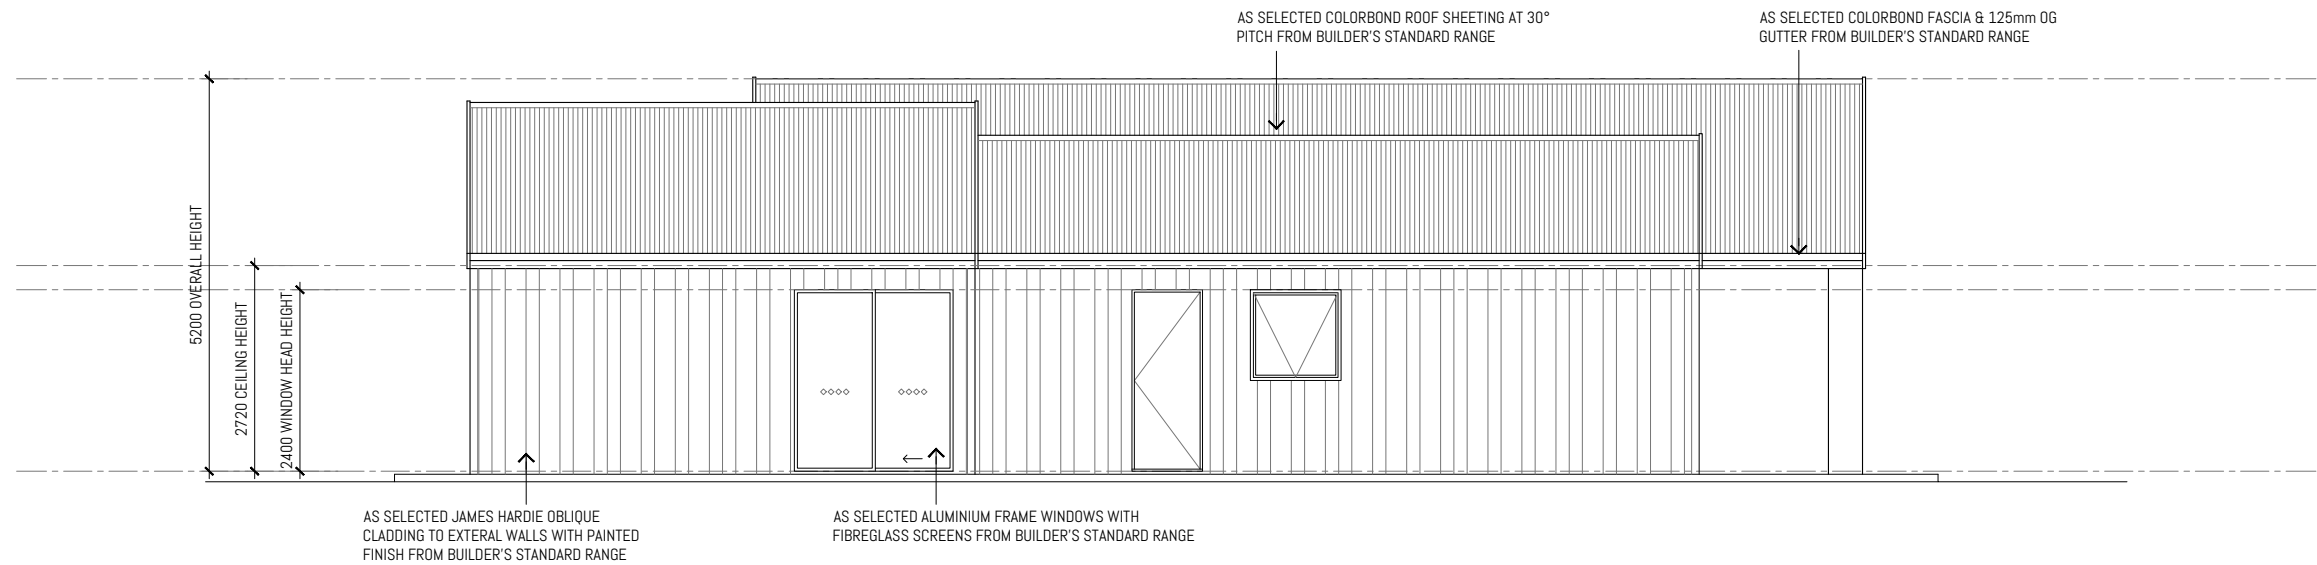 AS SELECTED COLORBOND ROOF SHEETING AT 30°
PITCH FROM BUILDER'S STANDARD RANGE
AS SELECTED COLORBOND FASCIA & 125mm OG
GUTTER FROM BUILDER'S STANDARD RANGE
5200 OVERALL HEIGHT
2720 CEILING HEIGHT
2400 WINDOW HEAD HEIGHT
AS SELECTED JAMES HARDIE OBLIQUE
CLADDING TO EXTERAL WALLS WITH PAINTED
FINISH FROM BUILDER'S STANDARD RANGE
AS SELECTED ALUMINIUM FRAME WINDOWS WITH
FIBREGLASS SCREENS FROM BUILDER'S STANDARD RANGE